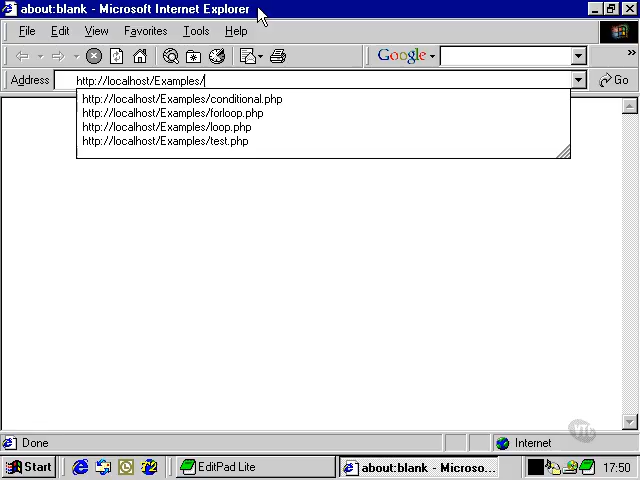 about:blank - Microsoft Internet Explorer
File Edit View Favorites Tools Help
Google
Address http://localhost/Examples/ Go
http://localhost/Examples/conditional.php
http://localhost/Examples/forloop.php
http://localhost/Examples/loop.php
http://localhost/Examples/test.php
VTC
Done Internet
Start EditPad Lite about:blank - Microso... 17:50